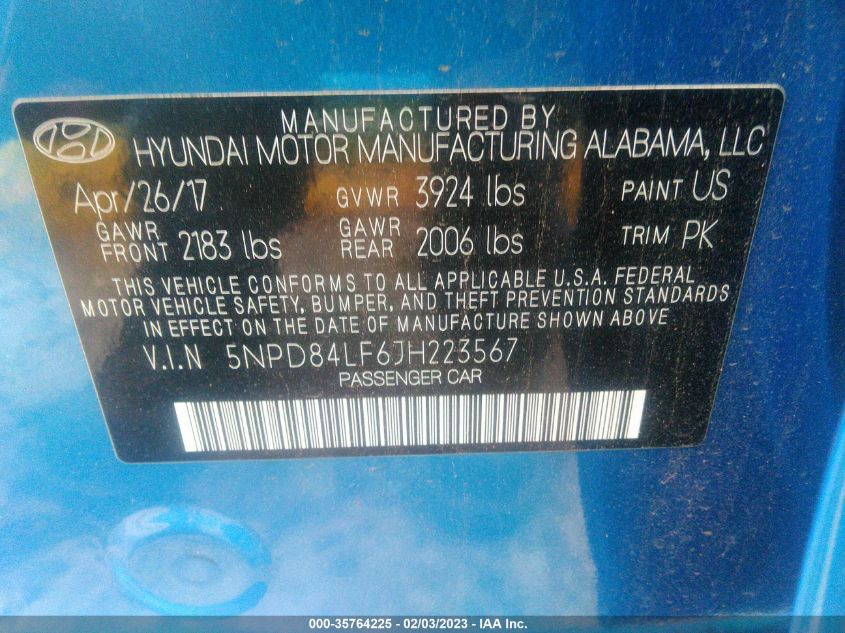 MANUFACTURED BY
HYUNDAI MOTOR MANUFACTURING ALABAMA, LLC
Apr/26/17 GVWR 3924 lbs PAINT US
GAWR FRONT 2183 lbs GAWR REAR 2006 lbs TRIM PK
THIS VEHICLE CONFORMS TO ALL APPLICABLE U.S.A. FEDERAL
MOTOR VEHICLE SAFETY, BUMPER, AND THEFT PREVENTION STANDARDS
IN EFFECT ON THE DATE OF MANUFACTURE SHOWN ABOVE
V.I.N 5NPD84LF6JH223567
PASSENGER CAR
000-35764225 - 02/03/2023 - IAA Inc.